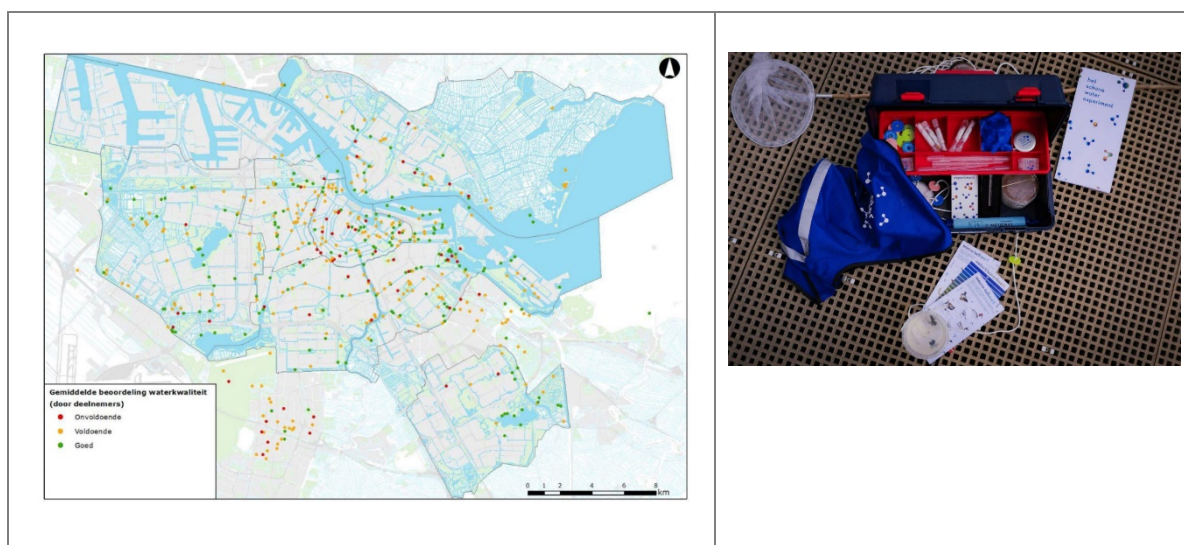 Gemiddelde beoordeling waterkwaliteit
(door deelnemers)
Onvoldoende
Voldoende
Goed
0 1 2 4 6 8
km
het
schone
water
experiment